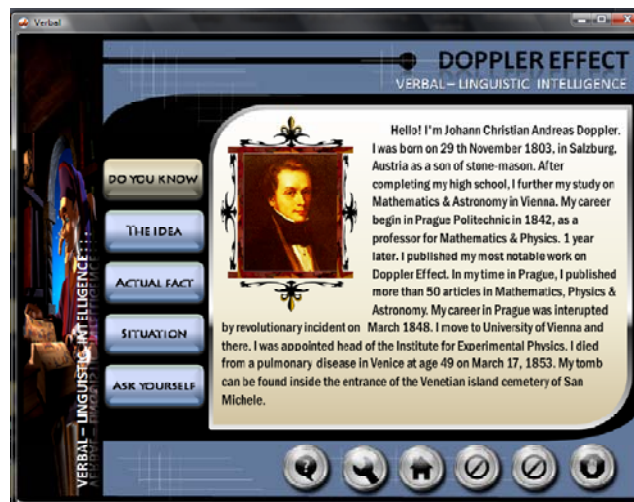 Verbal
DOPPLER EFFECT
VERBAL – LINGUISTIC INTELLIGENCE
DO YOU KNOW
THE IDEA
ACTUAL FACT
SITUATION
ASK YOURSELF
VERBAL – LINGUISTIC INTELLIGENCE...
Hello! I'm Johann Christian Andreas Doppler.
I was born on 29 th November 1803, in Salzburg,
Austria as a son of stone-mason. After
completing my high school, I further my study on
Mathematics & Astronomy in Vienna. My career
begin in Prague Politechnic in 1842, as a
professor for Mathematics & Physics. 1 year
later. I published my most notable work on
Doppler Effect. In my time in Prague, I published
more than 50 articles in Mathematics, Physics &
Astronomy. My career in Prague was interupted
by revolutionary incident on March 1848. I move to University of Vienna and
there. I was appointed head of the Institute for Experimental Physics. I died
from a pulmonary disease in Venice at age 49 on March 17, 1853. My tomb
can be found inside the entrance of the Venetian island cemetery of San
Michele.